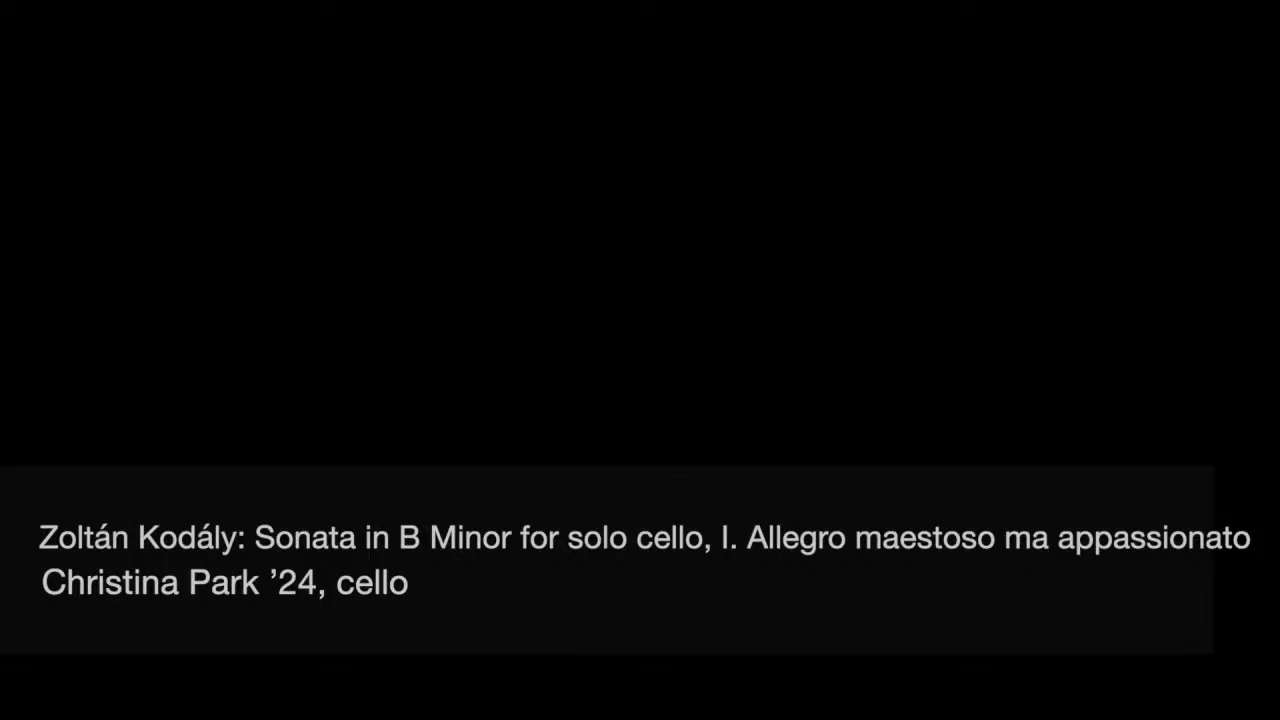 Zoltán Kodály: Sonata in B Minor for solo cello, I. Allegro maestoso ma appassionato
Christina Park ’24, cello